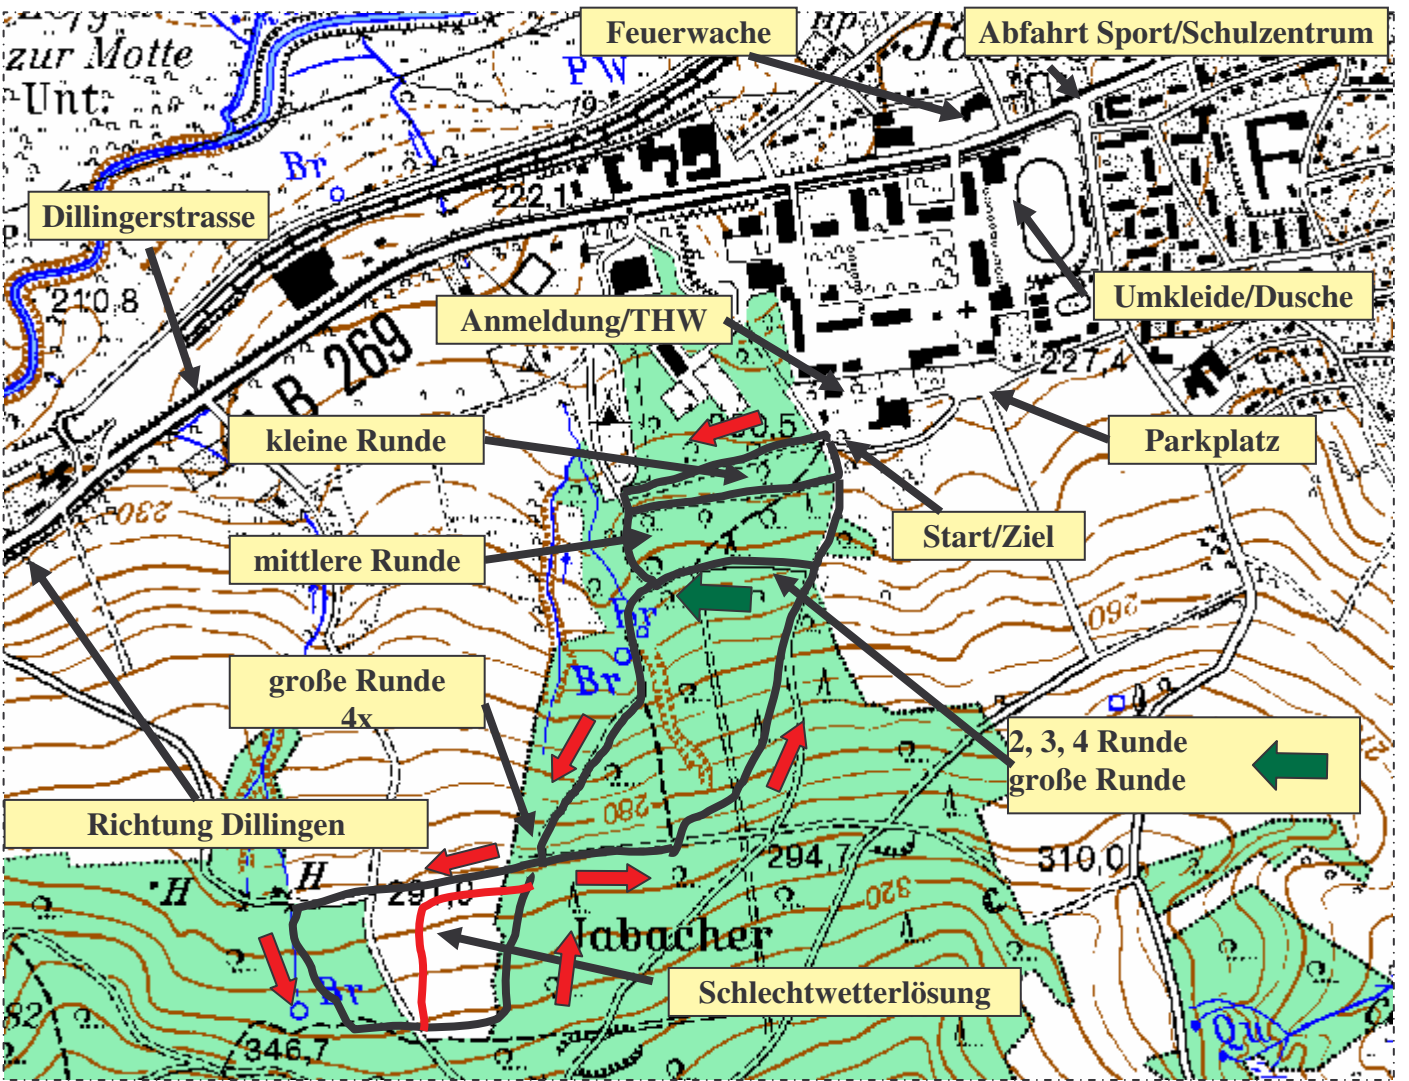 Feuerwache
Abfahrt Sport/Schulzentrum
zur Motte
Unt.
PW
Br
222,1
Dillingerstrasse
210,8
Umkleide/Dusche
Anmeldung/THW
B 269
227,4
kleine Runde
Parkplatz
230
Start/Ziel
mittlere Runde
260
Br
Br
große Runde
4x
2, 3, 4 Runde
große Runde
280
Richtung Dillingen
294,7
310,0
H
H
320
Jabacher
Schlechtwetterlösung
Br
82
346,7
Qu